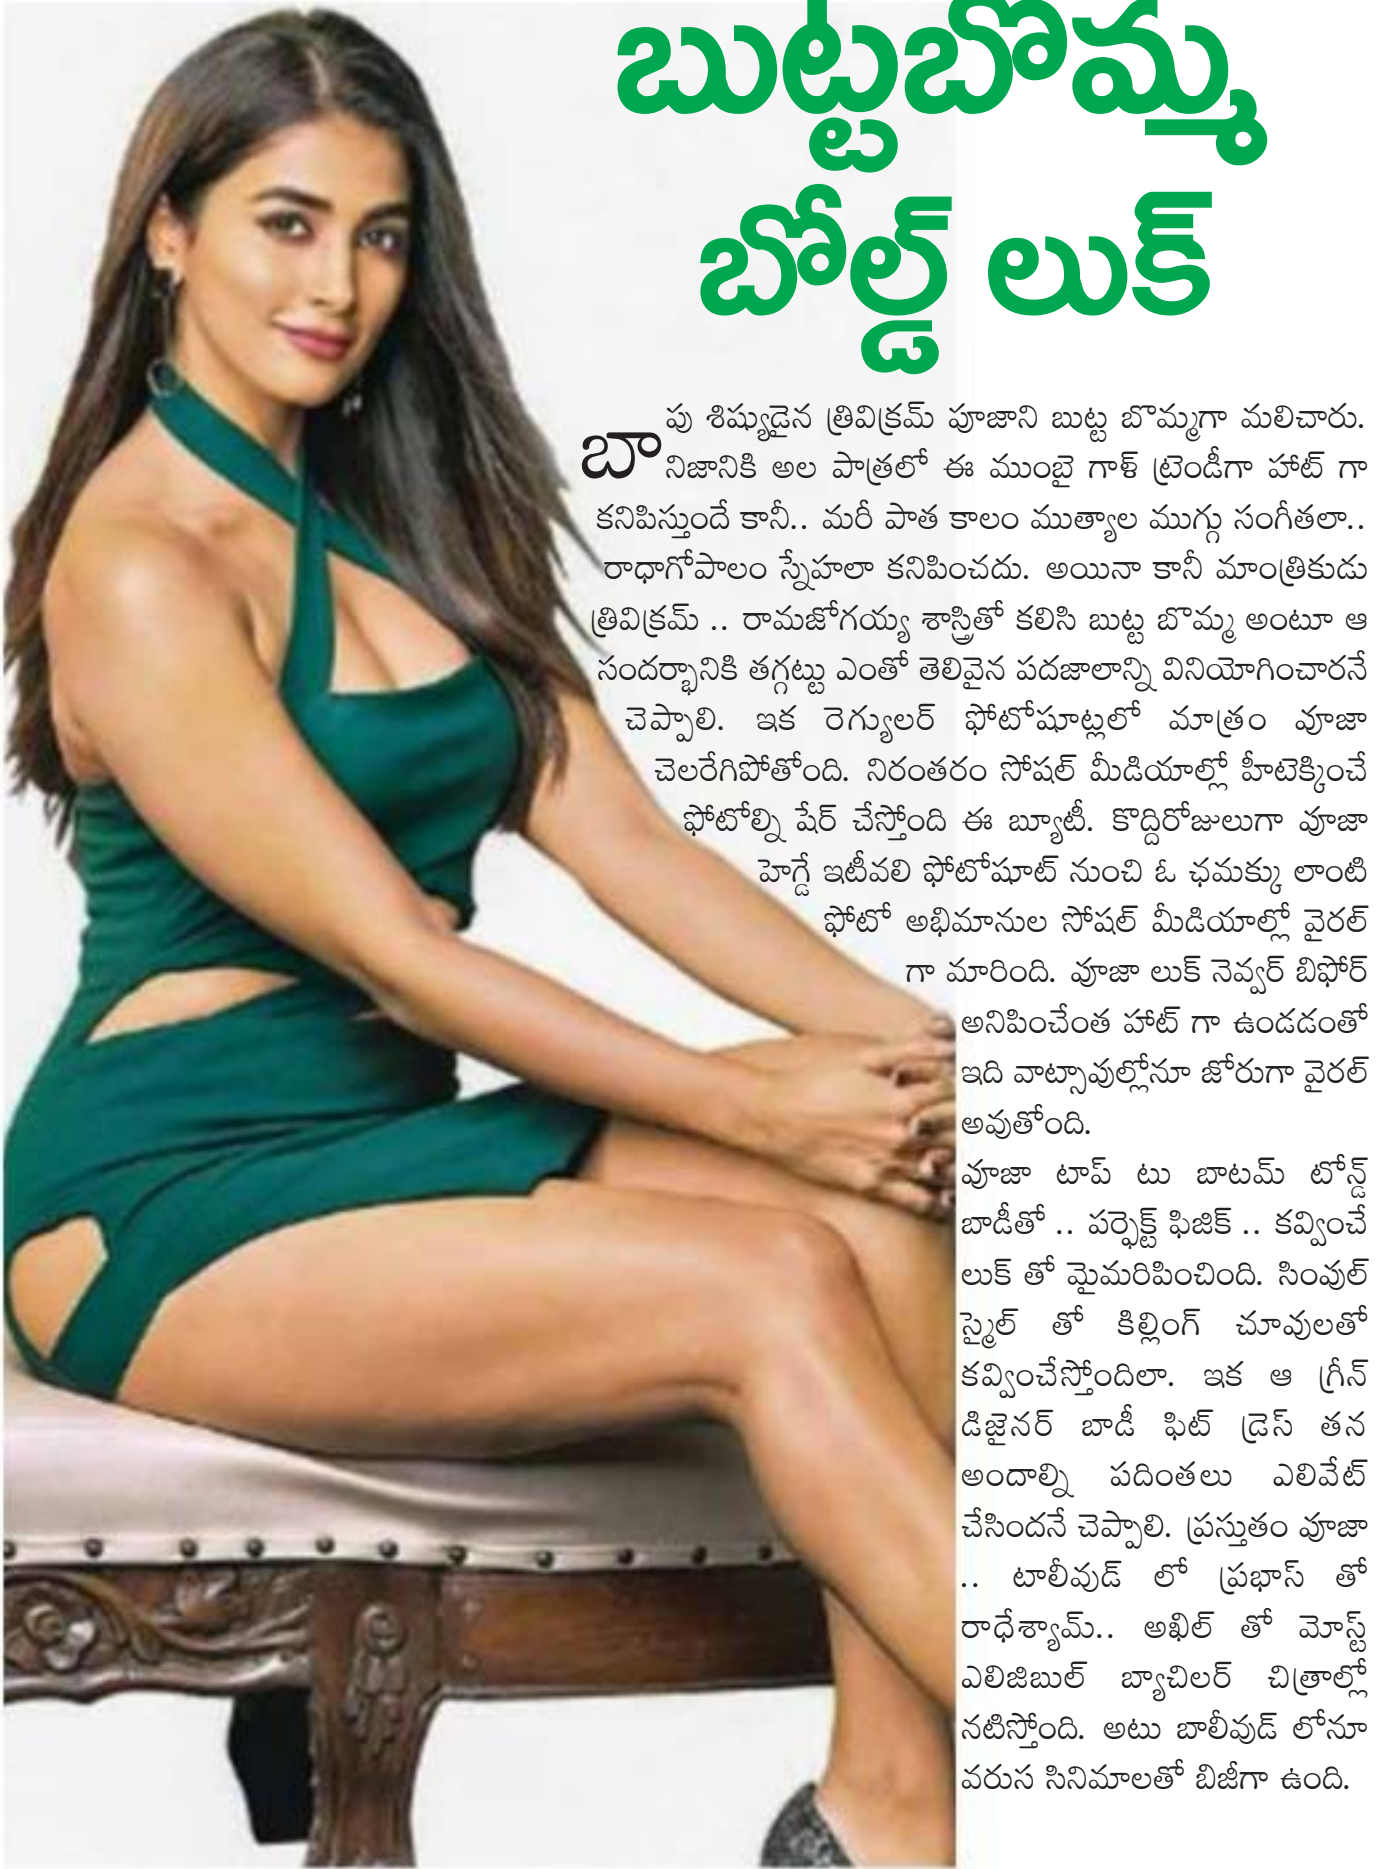 బుట్టబొమ్మ
బోల్డ్ లుక్
బాపు శిష్యుడైన త్రివిక్రమ్ పూజాని బుట్ట బొమ్మగా మలిచారు.
నిజానికి అల పాత్రలో ఈ ముంబై గాళ్ ట్రెండీగా హాట్ గా
కనిపిస్తుందే కానీ.. మరీ పాత కాలం ముత్యాల ముగ్గు సంగీతలా..
రాధాగోపాలం స్నేహలా కనిపించదు. అయినా కానీ మాంత్రికుడు
త్రివిక్రమ్ .. రామజోగయ్య శాస్త్రితో కలిసి బుట్ట బొమ్మ అంటూ ఆ
సందర్భానికి తగ్గట్టు ఎంతో తెలివైన పదజాలాన్ని వినియోగించారనే
చెప్పాలి. ఇక రెగ్యులర్ ఫోటోషూట్లలో మాత్రం వూజా
చెలరేగిపోతోంది. నిరంతరం సోషల్ మీడియాల్లో హీటెక్కించే
ఫోటోల్ని షేర్ చేస్తోంది ఈ బ్యూటీ. కొద్దిరోజులుగా వూజా
హెగ్డే ఇటీవలి ఫోటోషూట్ నుంచి ఓ ఛమక్కు లాంటి
ఫోటో అభిమానుల సోషల్ మీడియాల్లో వైరల్
గా మారింది. వూజా లుక్ నెవ్వర్ బిఫోర్
అనిపించేంత హాట్ గా ఉండడంతో
ఇది వాట్సావుల్లోనూ జోరుగా వైరల్
అవుతోంది.
వూజా టాప్ టు బాటమ్ టోన్డ్
బాడీతో .. పర్ఫెక్ట్ ఫిజిక్ .. కవ్వించే
లుక్ తో మైమరిపించింది. సింవుల్
స్మైల్ తో కిల్లింగ్ చూవులతో
కవ్వించేస్తోందిలా. ఇక ఆ గ్రీన్
డిజైనర్ బాడీ ఫిట్ డ్రెస్ తన
అందాల్ని పదింతలు ఎలివేట్
చేసిందనే చెప్పాలి. ప్రస్తుతం వూజా
.. టాలీవుడ్ లో ప్రభాస్ తో
రాధేశ్యామ్.. అఖిల్ తో మోస్ట్
ఎలిజిబుల్ బ్యాచిలర్ చిత్రాల్లో
నటిస్తోంది. అటు బాలీవుడ్ లోనూ
వరుస సినిమాలతో బిజీగా ఉంది.